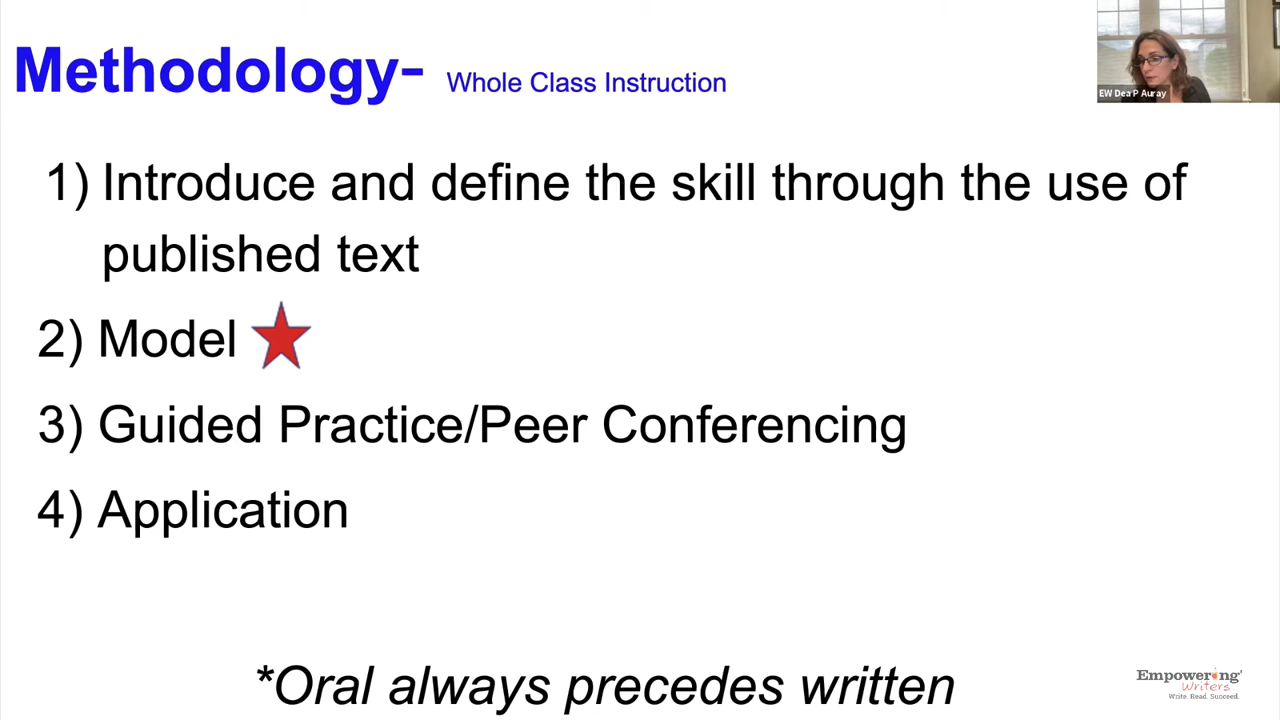 Methodology- Whole Class Instruction
EW Dea P Auray
1) Introduce and define the skill through the use of
published text
2) Model
3) Guided Practice/Peer Conferencing
4) Application
*Oral always precedes written
Empowering
Writers
Write. Read. Succeed.